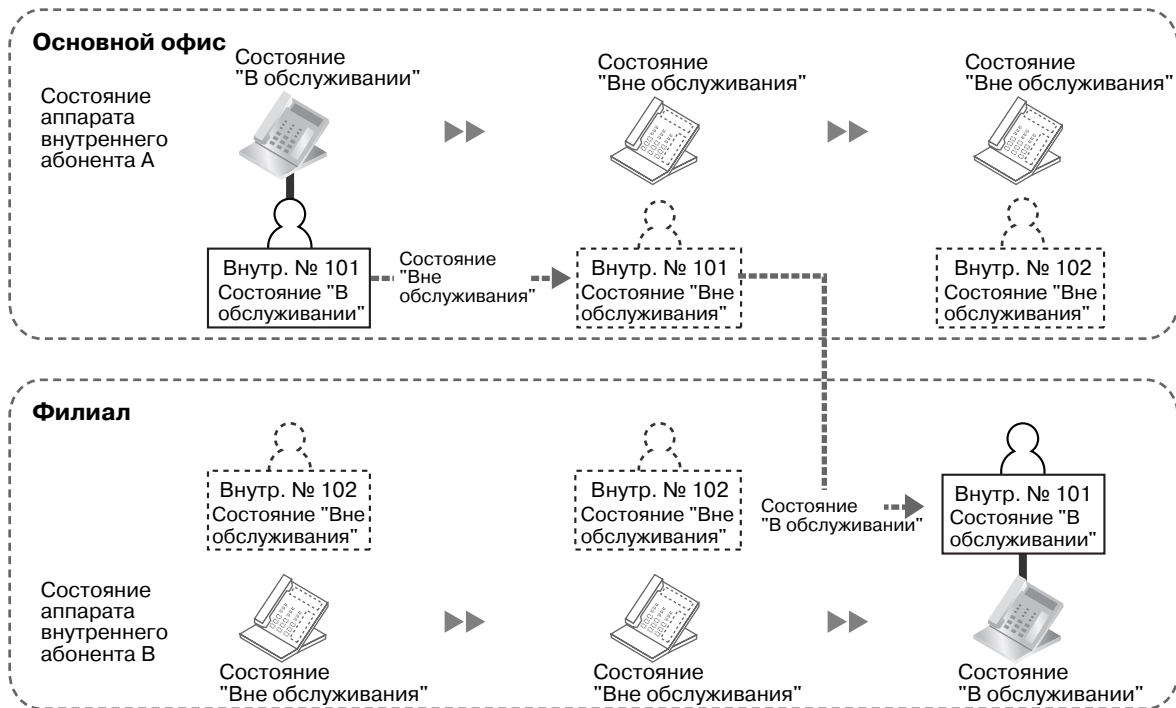 Основной офис
Состояние
"В обслуживании"
Состояние
"Вне обслуживания"
Состояние
"Вне обслуживания"
Состояние
аппарата
внутреннего
абонента А
Внутр. № 101
Состояние "В
обслуживании"
Состояние
"Вне
обслуживания"
Внутр. № 101
Состояние "Вне
обслуживания"
Внутр. № 102
Состояние "Вне
обслуживания"
Филиал
Внутр. № 102
Состояние "Вне
обслуживания"
Внутр. № 102
Состояние "Вне
обслуживания"
Состояние
"В обслуживании"
Внутр. № 101
Состояние "В
обслуживании"
Состояние
аппарата
внутреннего
абонента В
Состояние
"Вне обслуживания"
Состояние
"Вне обслуживания"
Состояние
"В обслуживании"